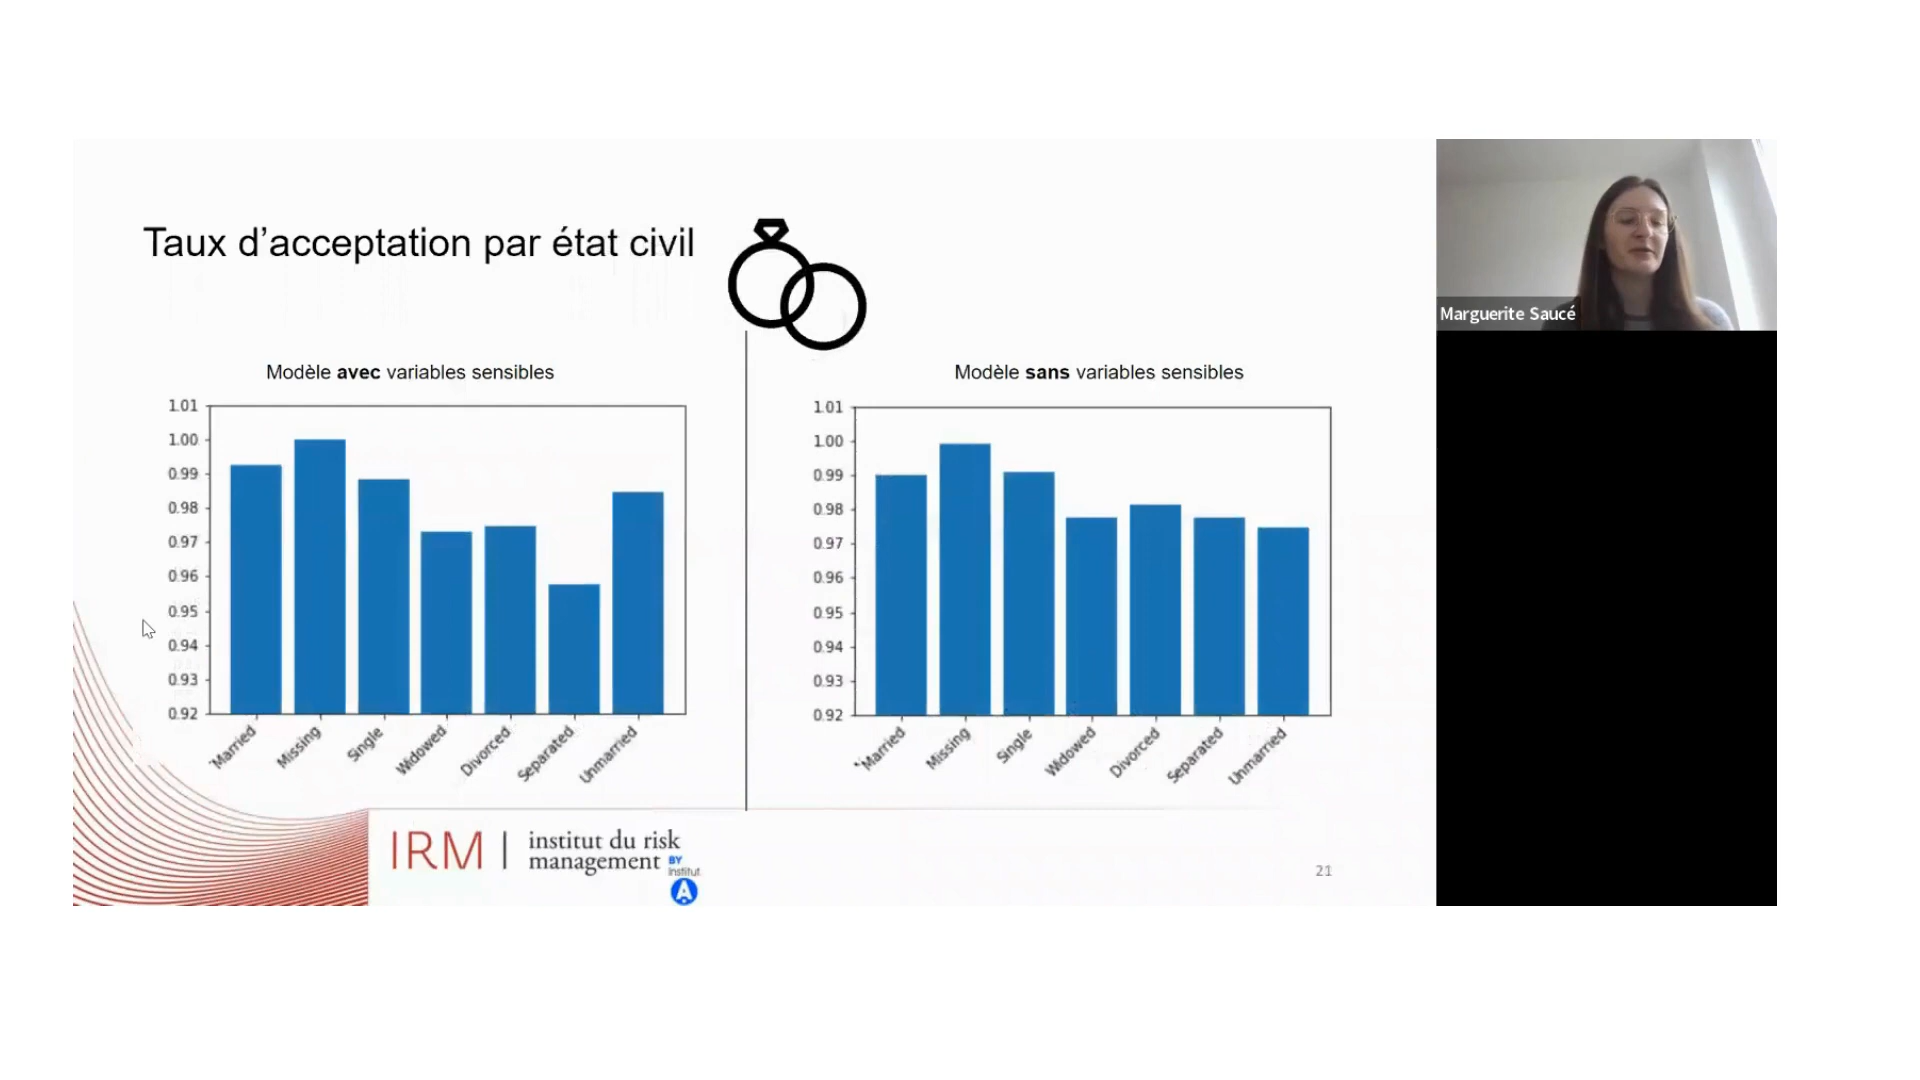 Taux d’acceptation par état civil
Modèle avec variables sensibles
1.01
1.00
0.99
0.98
0.97
0.96
0.95
0.94
0.93
0.92
Married
Missing
Single
Widowed
Divorced
Separated
Unmarried
Modèle sans variables sensibles
1.01
1.00
0.99
0.98
0.97
0.96
0.95
0.94
0.93
0.92
Married
Missing
Single
Widowed
Divorced
Separated
Unmarried
IRM | institut du risk
management BY
Institut
A
21
Marguerite Saucé